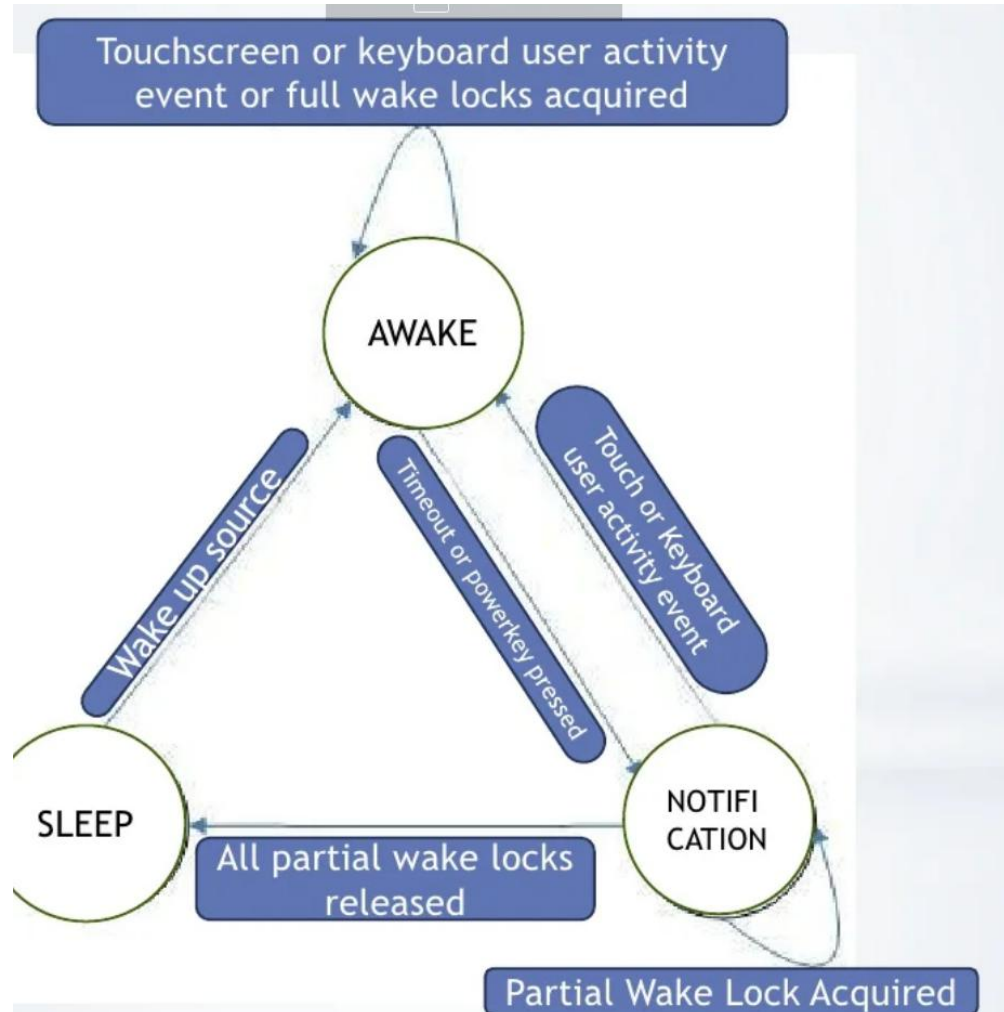 Touchscreen or keyboard user activity
event or full wake locks acquired
AWAKE
Wake up source
Timeout or powerkey pressed
Touch or Keyboard
user activity event
SLEEP
NOTIFI
CATION
All partial wake locks
released
Partial Wake Lock Acquired